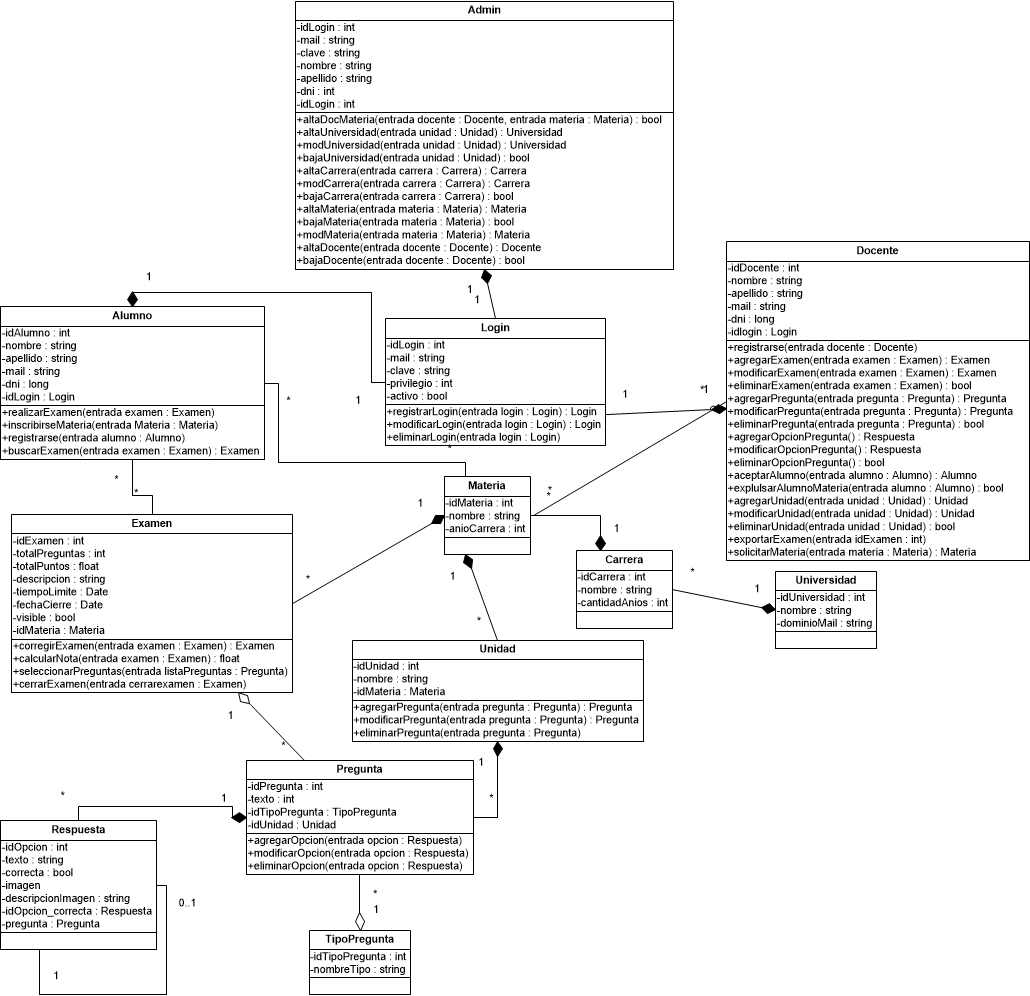 Admin
-idLogin : int
-mail : string
-clave : string
-nombre : string
-apellido : string
-dni : int
-idLogin : int
+altaDocMateria(entrada docente : Docente, entrada materia : Materia) : bool
+altaUniversidad(entrada unidad : Unidad) : Universidad
+modUniversidad(entrada unidad : Unidad) : Universidad
+bajaUniversidad(entrada unidad : Unidad) : bool
+altaCarrera(entrada carrera : Carrera) : Carrera
+modCarrera(entrada carrera : Carrera) : Carrera
+bajaCarrera(entrada carrera : Carrera) : bool
+altaMateria(entrada materia : Materia) : Materia
+bajaMateria(entrada materia : Materia) : bool
+modMateria(entrada materia : Materia) : Materia
+altaDocente(entrada docente : Docente) : Docente
+bajaDocente(entrada docente : Docente) : bool
1
1
1
Alumno
-idAlumno : int
-nombre : string
-apellido : string
-mail : string
-dni : long
-idLogin : Login
+realizarExamen(entrada examen : Examen)
+inscribirseMateria(entrada Materia : Materia)
+registrarse(entrada alumno : Alumno)
+buscarExamen(entrada examen : Examen) : Examen
*
1
Login
-idLogin : int
-mail : string
-clave : string
-privilegio : int
-activo : bool
+registrarLogin(entrada login : Login) : Login
+modificarLogin(entrada login : Login) : Login
+eliminarLogin(entrada login : Login)
*
1
*1
Docente
-idDocente : int
-nombre : string
-apellido : string
-mail : string
-dni : long
-idlogin : Login
+registrarse(entrada docente : Docente)
+agregarExamen(entrada examen : Examen) : Examen
+modificarExamen(entrada examen : Examen) : Examen
+eliminarExamen(entrada examen : Examen) : bool
+agregarPregunta(entrada pregunta : Pregunta) : Pregunta
+modificarPregunta(entrada pregunta : Pregunta) : Pregunta
+eliminarPregunta(entrada pregunta : Pregunta) : bool
+agregarOpcionPregunta() : Respuesta
+modificarOpcionPregunta() : Respuesta
+eliminarOpcionPregunta() : bool
+aceptarAlumno(entrada alumno : Alumno) : Alumno
+explulsarAlumnoMateria(entrada alumno : Alumno) : bool
+agregarUnidad(entrada unidad : Unidad) : Unidad
+modificarUnidad(entrada unidad : Unidad) : Unidad
+eliminarUnidad(entrada unidad : Unidad) : bool
+exportarExamen(entrada idExamen : int)
+solicitarMateria(entrada materia : Materia) : Materia
*
*
Materia
-idMateria : int
-nombre : string
-anioCarrera : int
*
*
1
1
1
*
*
Examen
-idExamen : int
-totalPreguntas : int
-totalPuntos : float
-descripcion : string
-tiempoLimite : Date
-fechaCierre : Date
-visible : bool
-idMateria : Materia
+corregirExamen(entrada examen : Examen) : Examen
+calcularNota(entrada examen : Examen) : float
+seleccionarPreguntas(entrada listaPreguntas : Pregunta)
+cerrarExamen(entrada cerrarexamen : Examen)
Carrera
-idCarrera : int
-nombre : string
-cantidadAnios : int
*
1
Universidad
-idUniversidad : int
-nombre : string
-dominioMail : string
Unidad
-idUnidad : int
-nombre : string
-idMateria : Materia
+agregarPregunta(entrada pregunta : Pregunta) : Pregunta
+modificarPregunta(entrada pregunta : Pregunta) : Pregunta
+eliminarPregunta(entrada pregunta : Pregunta)
1
*
1
*
Pregunta
-idPregunta : int
-texto : int
-idTipoPregunta : TipoPregunta
-idUnidad : Unidad
+agregarOpcion(entrada opcion : Respuesta)
+modificarOpcion(entrada opcion : Respuesta)
+eliminarOpcion(entrada opcion : Respuesta)
*
1
Respuesta
-idOpcion : int
-texto : string
-correcta : bool
-imagen
-descripcionImagen : string
-idOpcion_correcta : Respuesta
-pregunta : Pregunta
0..1
1
*
1
TipoPregunta
-idTipoPregunta : int
-nombreTipo : string